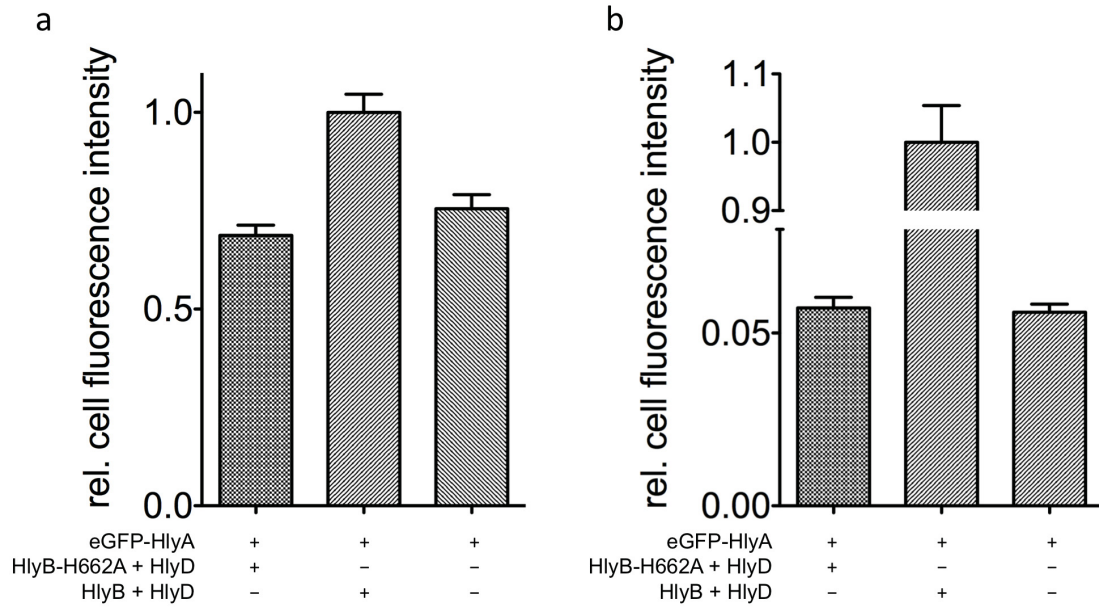 a
b
rel. cell fluorescence intensity
1.0
0.5
0.0
eGFP-HlyA + + +
HlyB-H662A + HlyD + – –
HlyB + HlyD – + –
rel. cell fluorescence intensity
1.1
1.0
0.9
0.05
0.00
eGFP-HlyA + + +
HlyB-H662A + HlyD + – –
HlyB + HlyD – + –